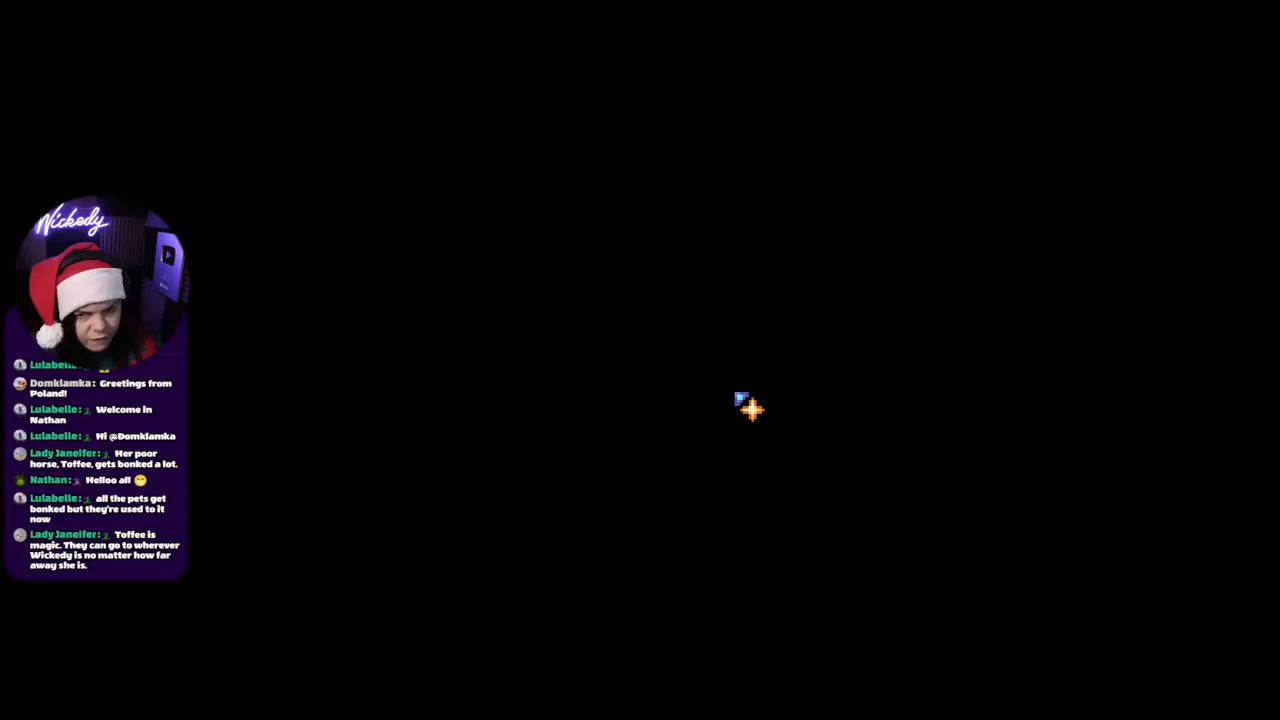 Wickedy
Lulabelle:
Domklamka: Greetings from
Poland!
Lulabelle: Welcome in
Nathan
Lulabelle: Hi @Domklamka
Lady Janeifer: Her poor
horse, Toffee, gets bonked a lot.
Nathan: Helloo all 😁
Lulabelle: all the pets get
bonked but they're used to it
now
Lady Janeifer: Toffee is
magic. They can go to wherever
Wickedy is no matter how far
away she is.